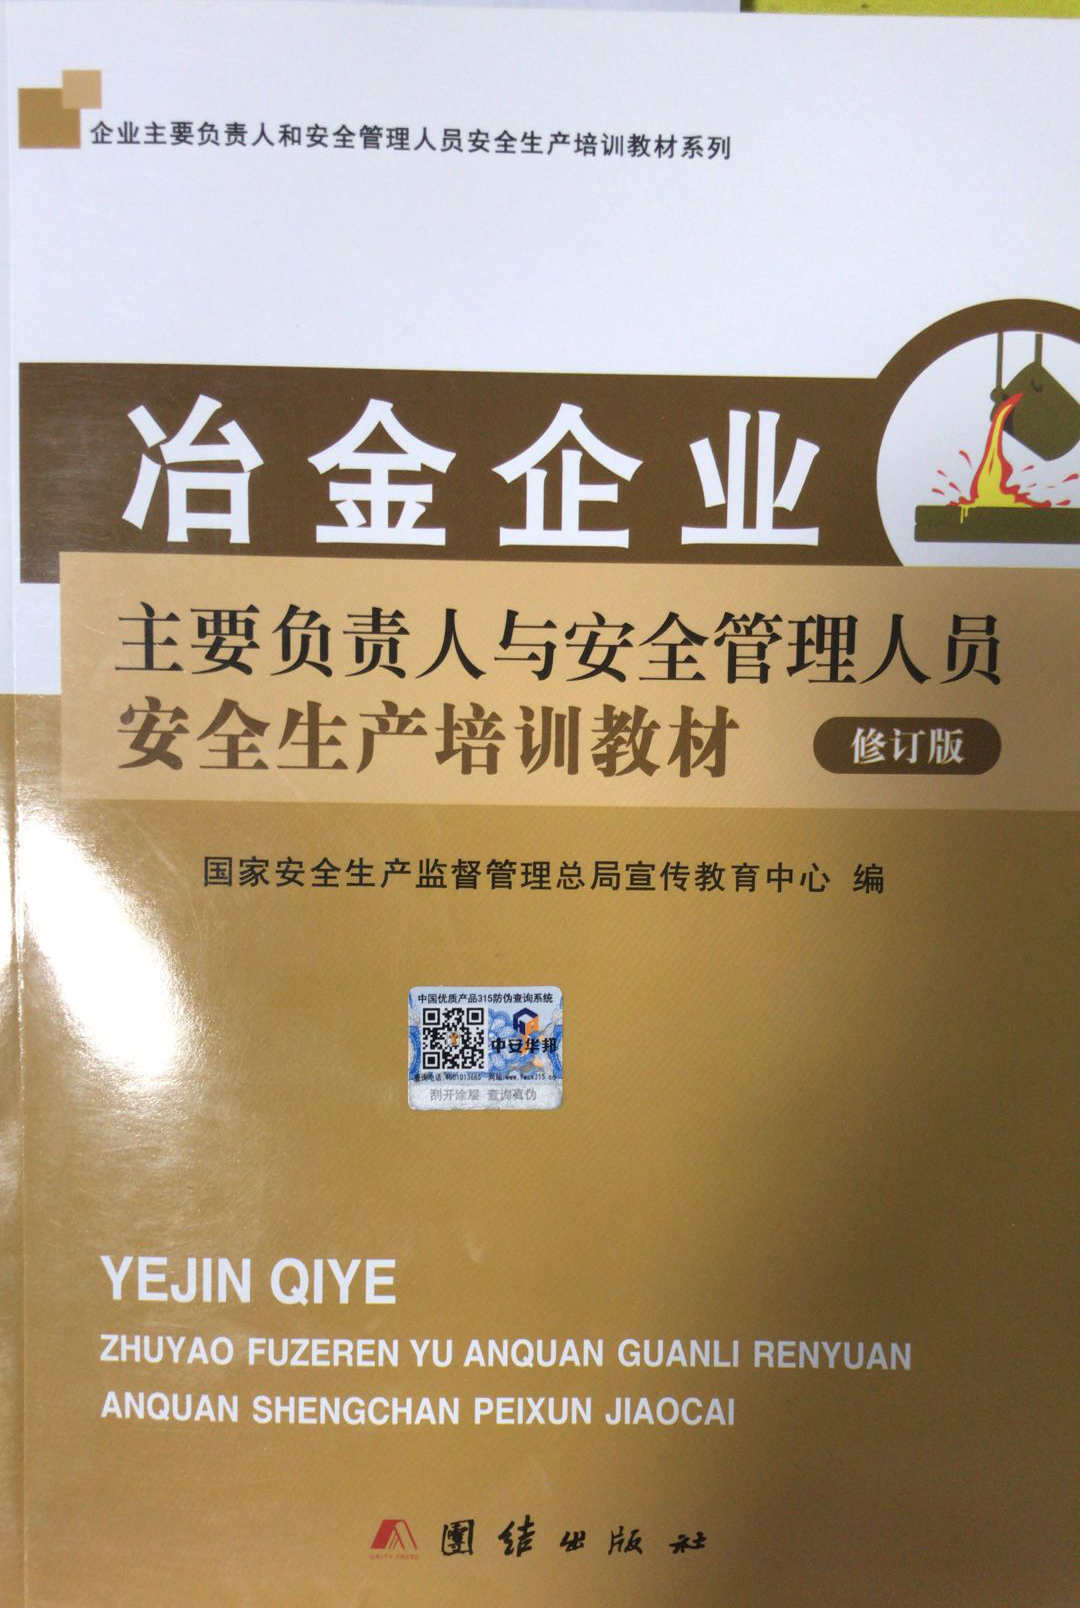 企业主要负责人和安全管理人员安全生产培训教材系列
冶金企业
主要负责人与安全管理人员
安全生产培训教材
修订版
国家安全生产监督管理总局宣传教育中心 编
中国优质产品315防伪查询系统
中安华邦
刮开涂层 查询真伪
YEJIN QIYE
ZHUYAO FUZEREN YU ANQUAN GUANLI RENYUAN
ANQUAN SHENGCHAN PEIXUN JIAOCAI
UNITY PRESS
團结出版社